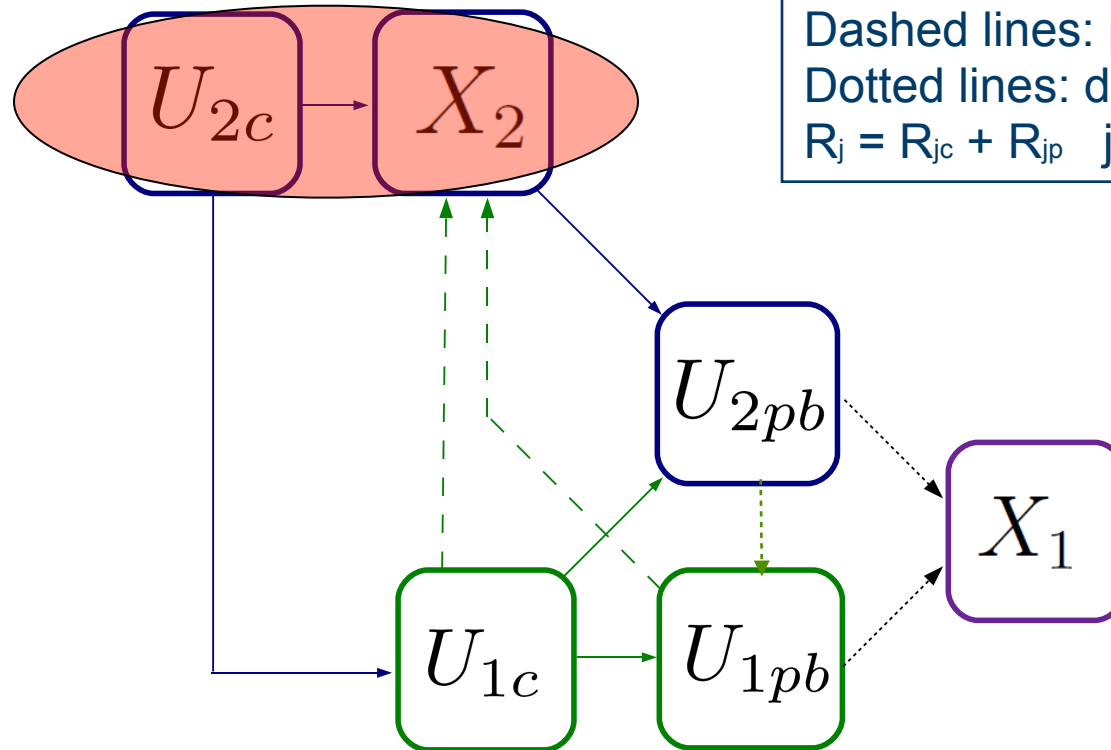 Dashed lines:
Dotted lines:
Rj = Rjc + Rjp
U2c
X2
U2pb
X1
U1c
U1pb